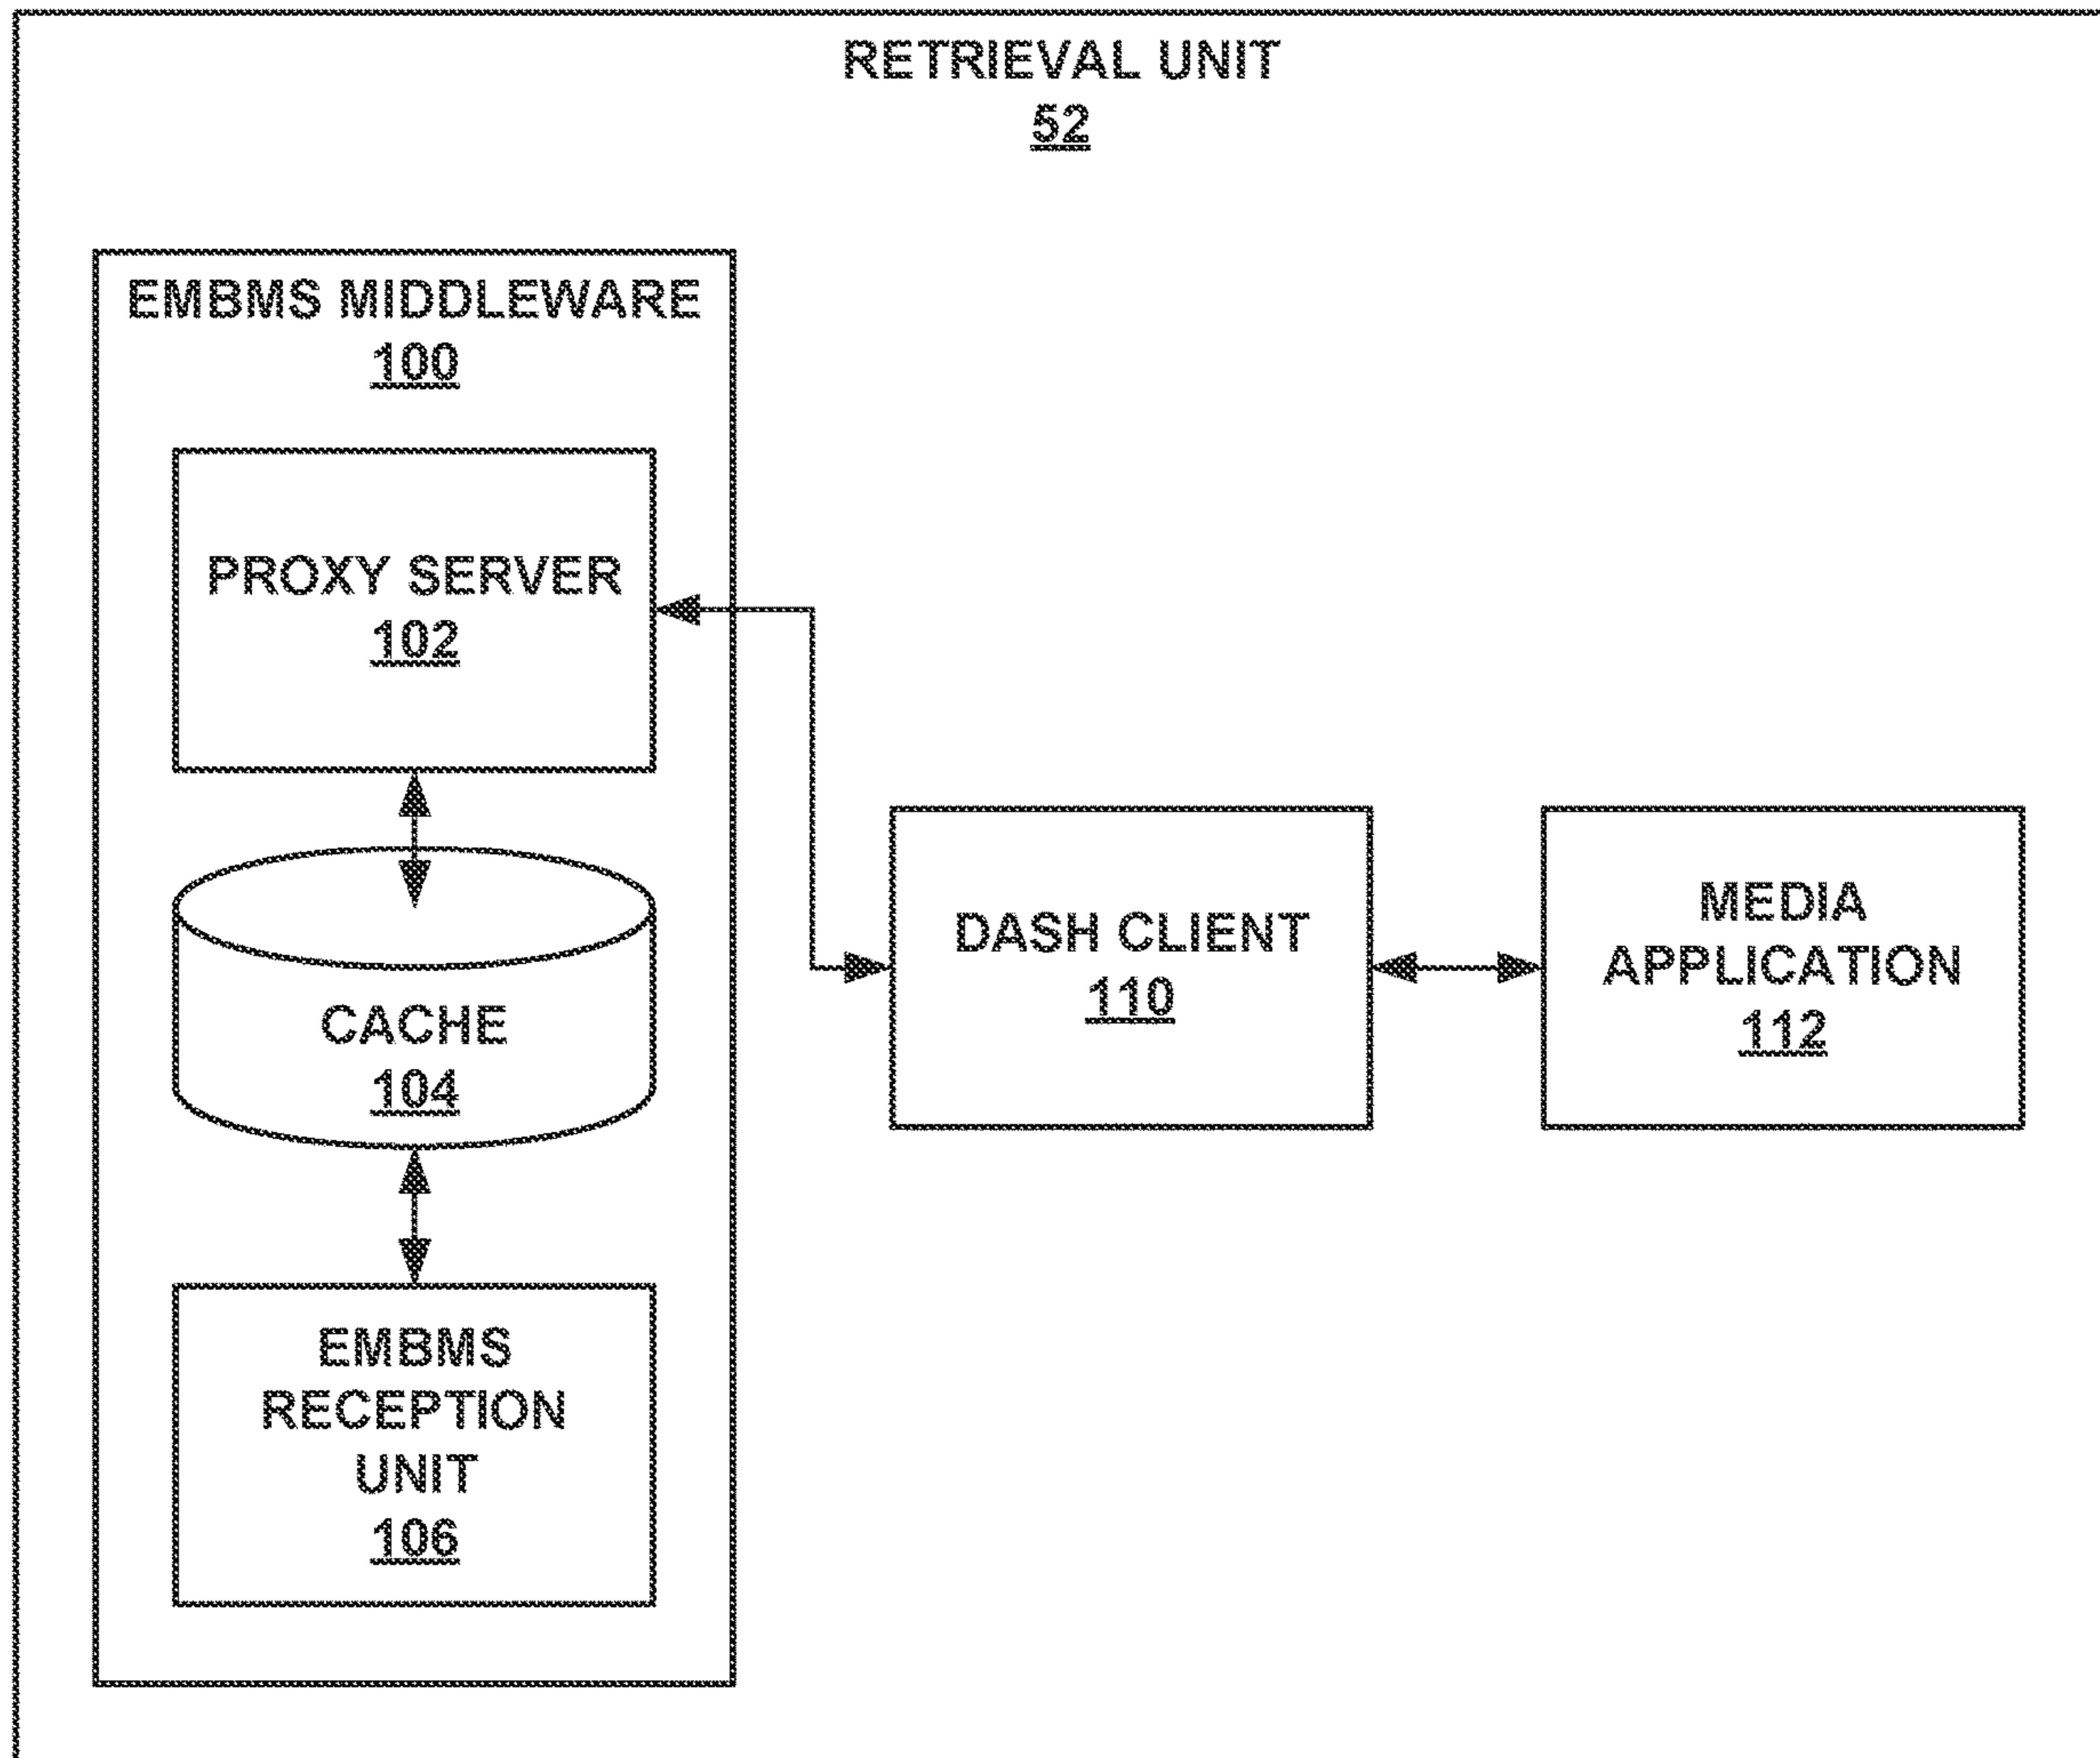 RETRIEVAL UNIT
52
EMBMS MIDDLEWARE
100
PROXY SERVER
102
CACHE
104
EMBMS
RECEPTION
UNIT
106
DASH CLIENT
110
MEDIA
APPLICATION
112